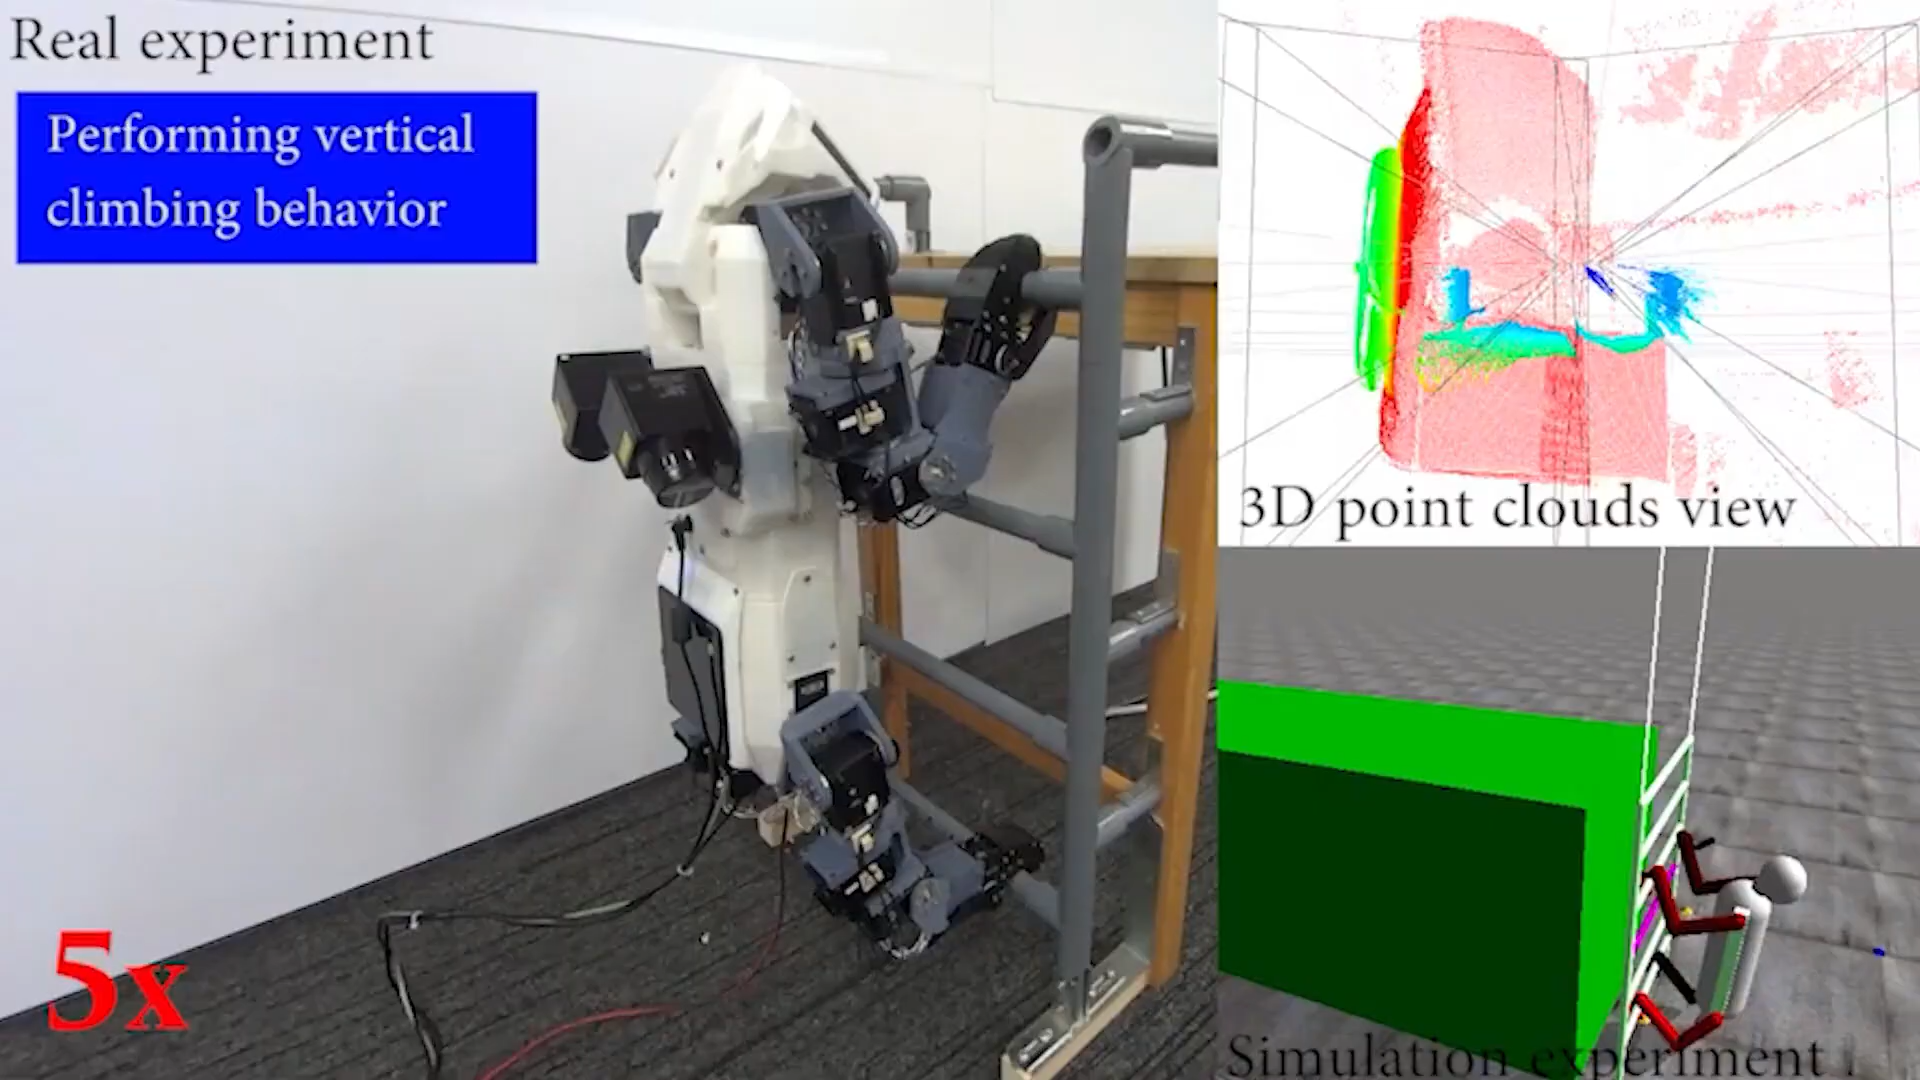 Real experiment
Performing vertical
climbing behavior
5x
3D point clouds view
Simulation experiment .